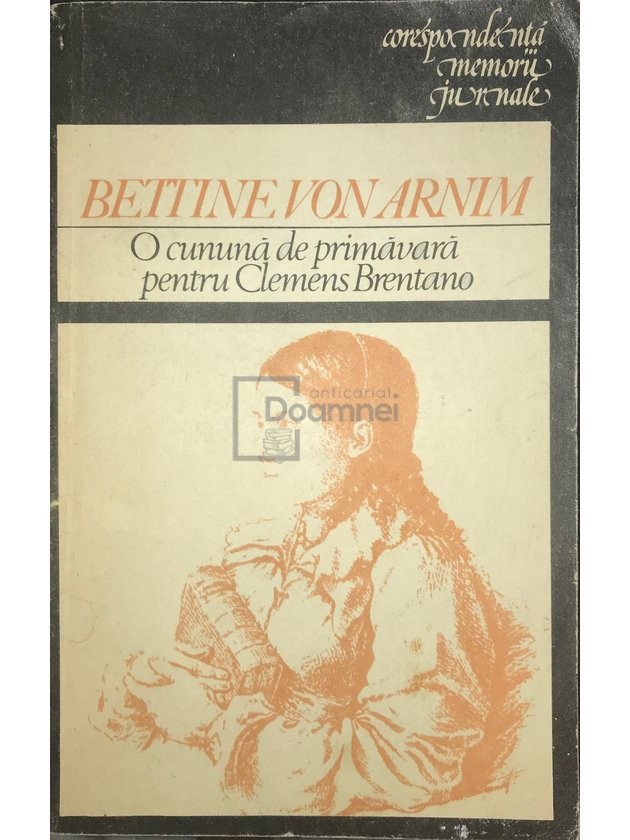 corespondență
memorii
jurnale
BETTINE VON ARNIM
O cunună de primăvară
pentru Clemens Brentano
anticariat
Doamnei